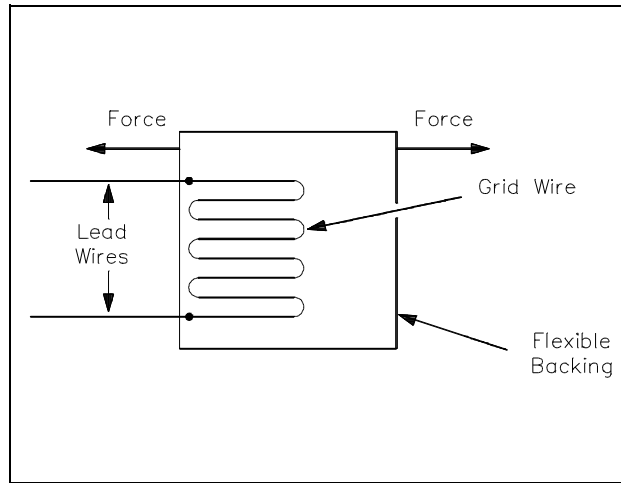 Force
Force
Grid Wire
Lead
Wires
Flexible
Backing